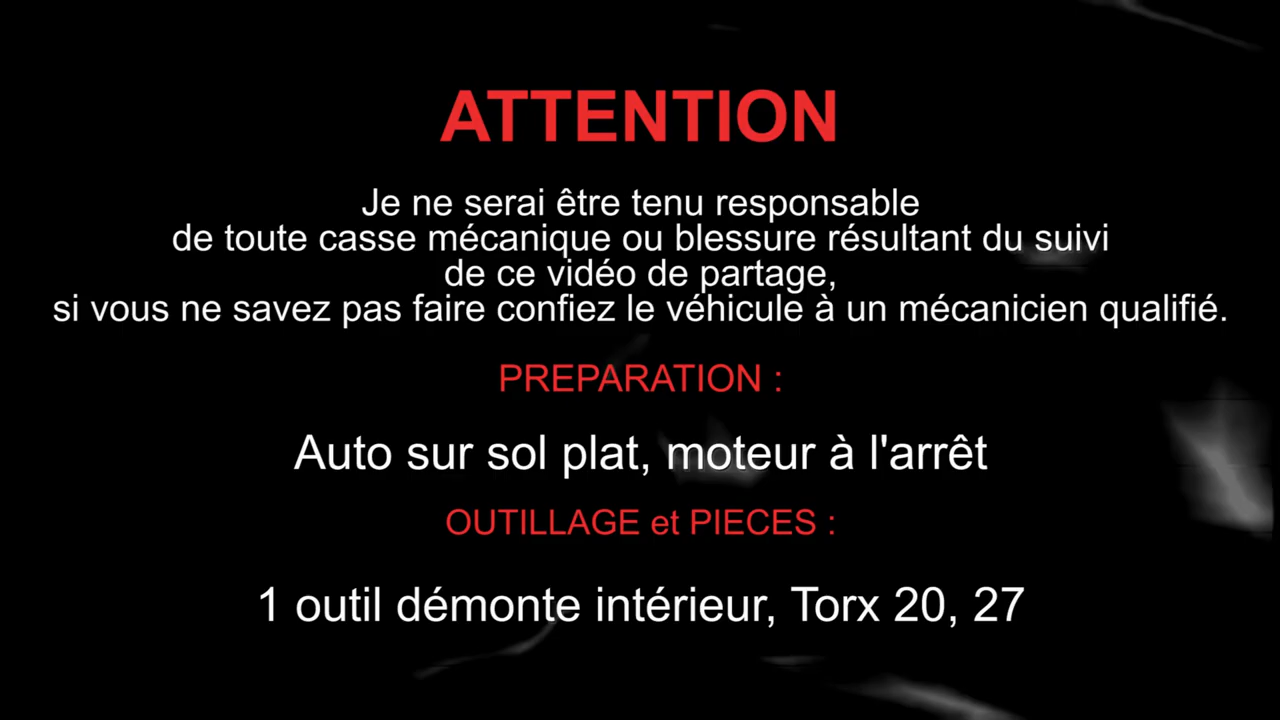 ATTENTION
Je ne serai être tenu responsable
de toute casse mécanique ou blessure résultant du suivi
de ce vidéo de partage,
si vous ne savez pas faire confiez le véhicule à un mécanicien qualifié.
PREPARATION :
Auto sur sol plat, moteur à l'arrêt
OUTILLAGE et PIECES :
1 outil démonte intérieur, Torx 20, 27